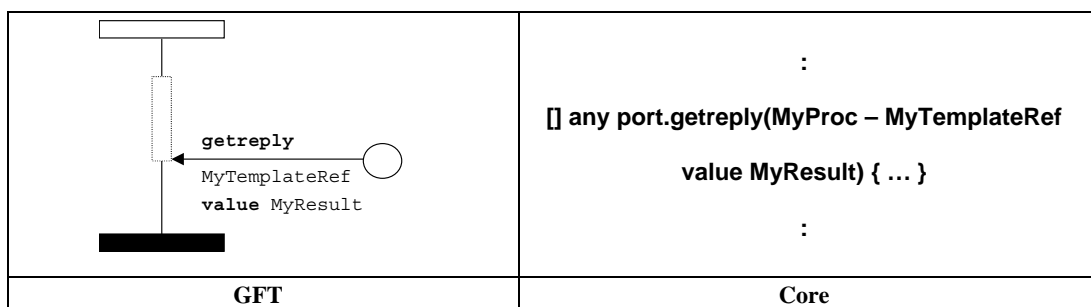 getreply
MyTemplateRef
value MyResult
:
[] any port.getreply(MyProc – MyTemplateRef
value MyResult) { … }
:
GFT
Core